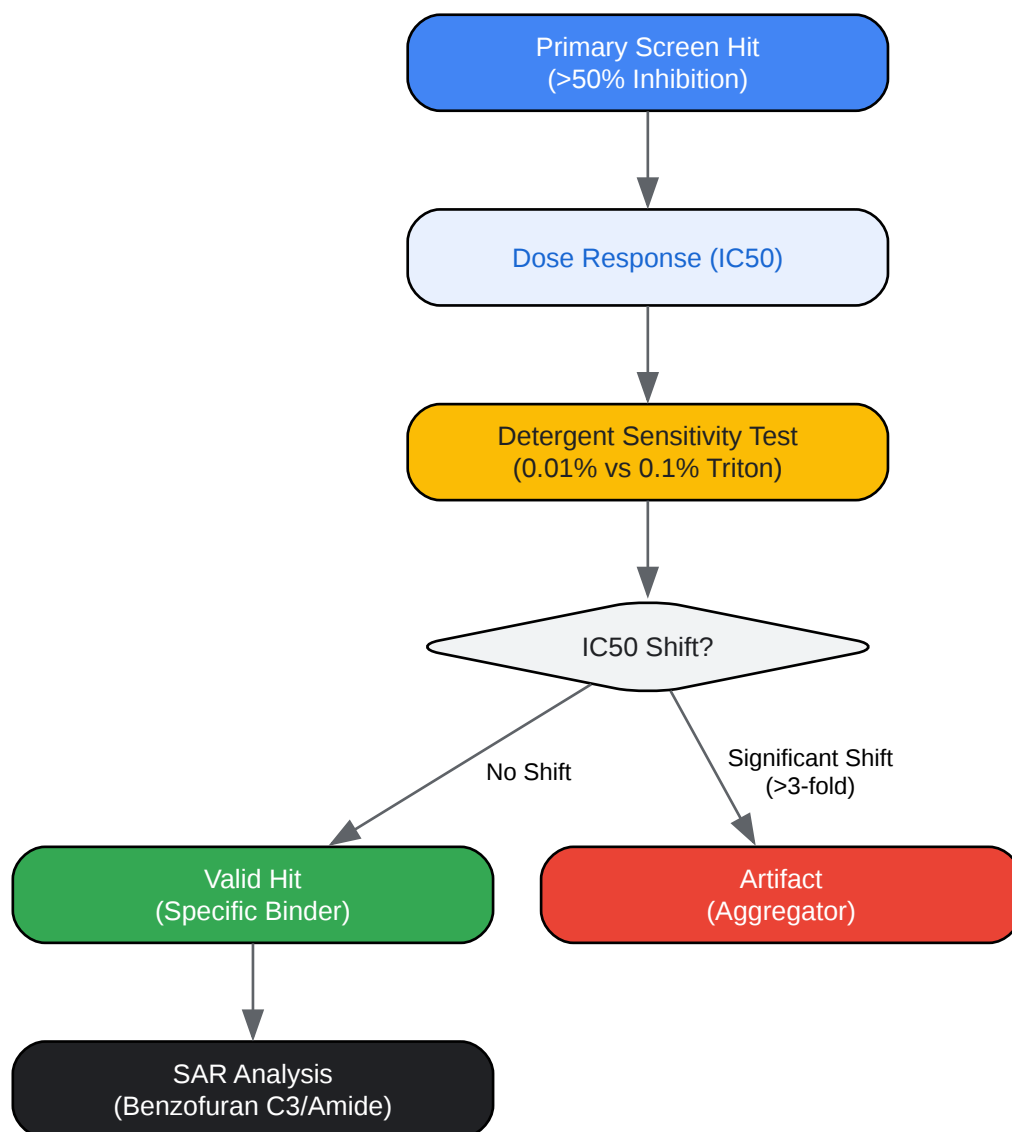 Primary Screen Hit
(>50% Inhibition)
Dose Response (IC50)
Detergent Sensitivity Test
(0.01% vs 0.1% Triton)
IC50 Shift?
No Shift
Significant Shift
(>3-fold)
Valid Hit
(Specific Binder)
Artifact
(Aggregator)
SAR Analysis
(Benzofuran C3/Amide)